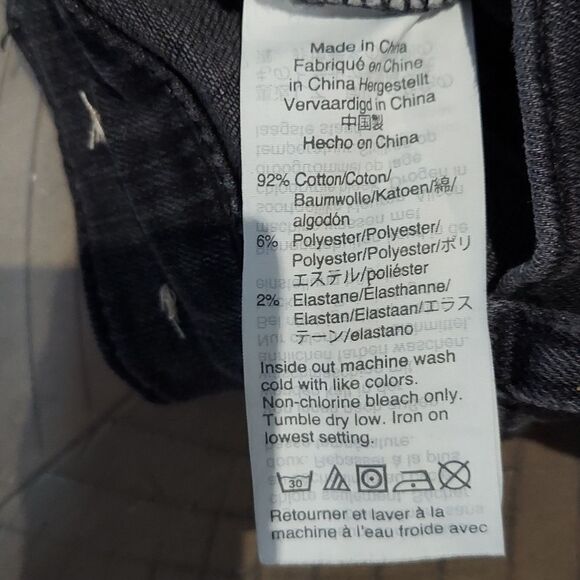 Made in China
Fabriqué en Chine
in China Hergestellt
Vervaardigd in China
中国製
Hecho en China
92% Cotton/Coton/
Baumwolle/Katoen/綿/
algodón
6% Polyester/Polyester/
Polyester/Polyester/ポリ
エステル/poliéster
2% Elastane/Elasthanne/
Elastan/Elastaan/エラス
テーン/elastano
Inside out machine wash
cold with like colors.
Non-chlorine bleach only.
Tumble dry low. Iron on
lowest setting.
30
Retourner et laver à la
machine à l'eau froide avec